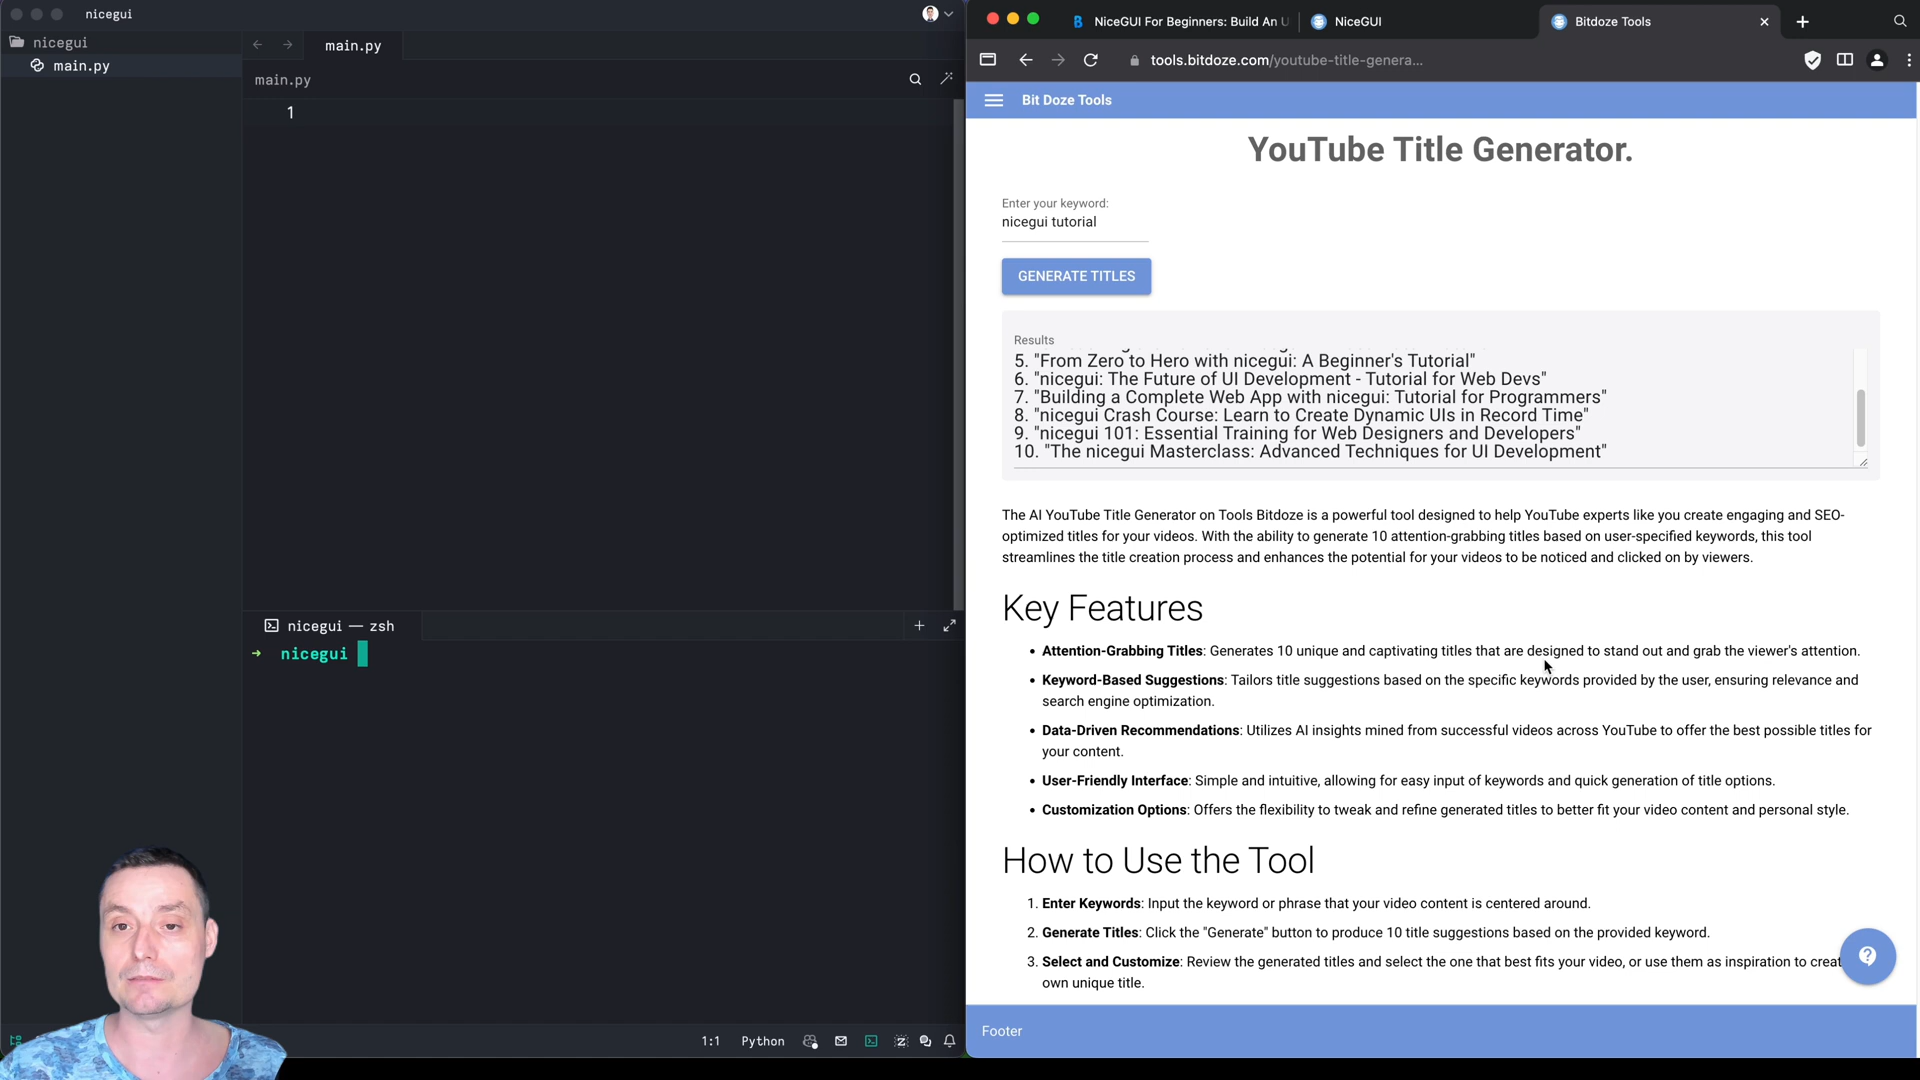 nicegui
nicegui
main.py
main.py
main.py
1
nicegui — zsh
→ nicegui
1:1 Python
NiceGUI For Beginners: Build An U
NiceGUI
Bitdoze Tools
tools.bitdoze.com/youtube-title-genera...
Bit Doze Tools
YouTube Title Generator.
Enter your keyword:
nicegui tutorial
GENERATE TITLES
Results
5. "From Zero to Hero with nicegui: A Beginner's Tutorial"
6. "nicegui: The Future of UI Development - Tutorial for Web Devs"
7. "Building a Complete Web App with nicegui: Tutorial for Programmers"
8. "nicegui Crash Course: Learn to Create Dynamic UIs in Record Time"
9. "nicegui 101: Essential Training for Web Designers and Developers"
10. "The nicegui Masterclass: Advanced Techniques for UI Development"
The AI YouTube Title Generator on Tools Bitdoze is a powerful tool designed to help YouTube experts like you create engaging and SEO-
optimized titles for your videos. With the ability to generate 10 attention-grabbing titles based on user-specified keywords, this tool
streamlines the title creation process and enhances the potential for your videos to be noticed and clicked on by viewers.
Key Features
• Attention-Grabbing Titles: Generates 10 unique and captivating titles that are designed to stand out and grab the viewer's attention.
• Keyword-Based Suggestions: Tailors title suggestions based on the specific keywords provided by the user, ensuring relevance and
search engine optimization.
• Data-Driven Recommendations: Utilizes AI insights mined from successful videos across YouTube to offer the best possible titles for
your content.
• User-Friendly Interface: Simple and intuitive, allowing for easy input of keywords and quick generation of title options.
• Customization Options: Offers the flexibility to tweak and refine generated titles to better fit your video content and personal style.
How to Use the Tool
1. Enter Keywords: Input the keyword or phrase that your video content is centered around.
2. Generate Titles: Click the "Generate" button to produce 10 title suggestions based on the provided keyword.
3. Select and Customize: Review the generated titles and select the one that best fits your video, or use them as inspiration to creat
own unique title.
Footer